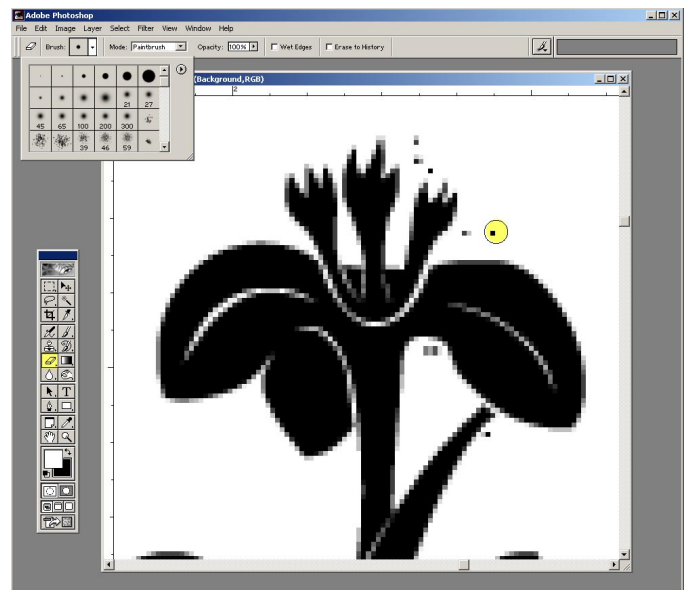 Adobe Photoshop
File Edit Image Layer Select Filter View Window Help
Brush: Mode: Paintbrush Opacity: 100% Wet Edges Erase to History
(Background,RGB)
2
21 27
45 65 100 200 300
39 46 59
T